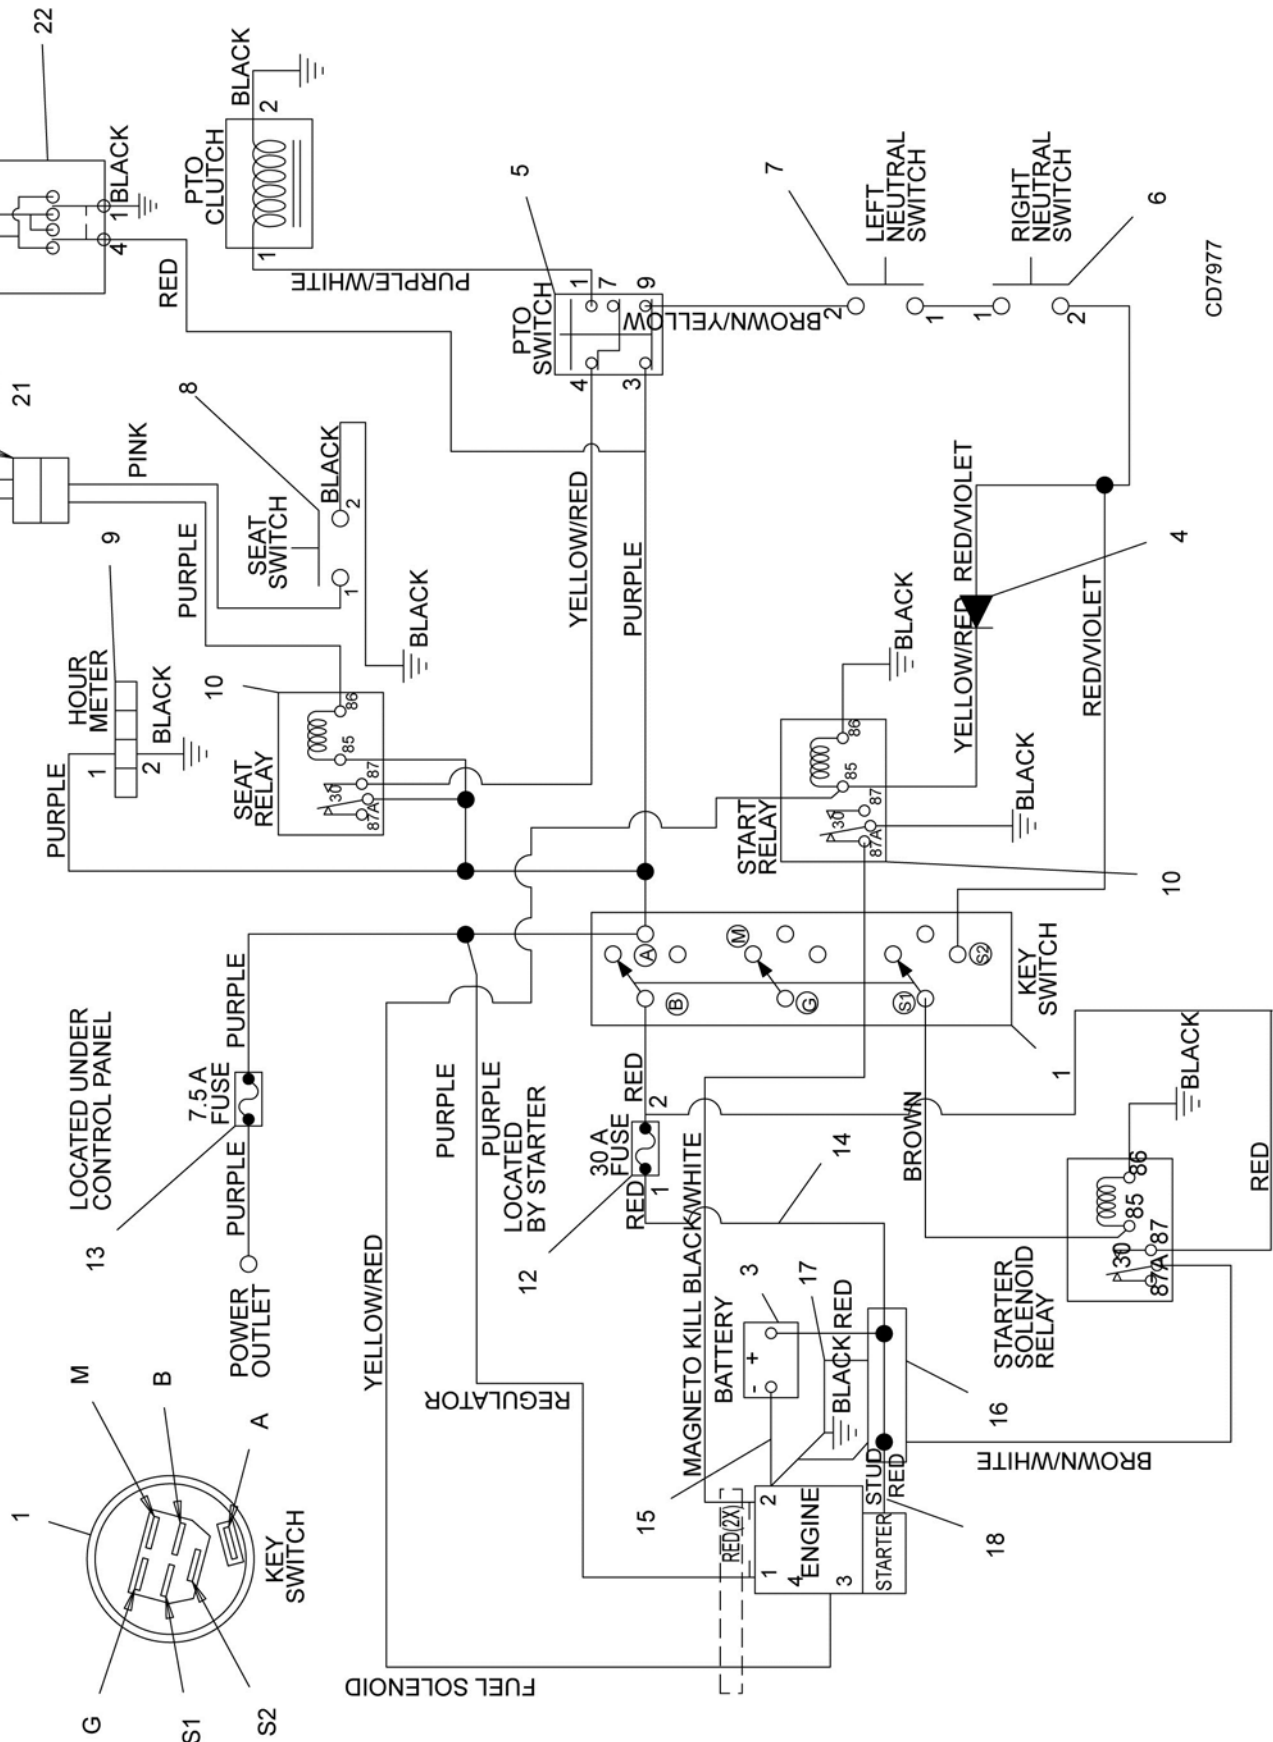 22
BLACK
2
PTO
CLUTCH
1
BLACK
1
4
RED
PURPLE/WHITE
5
PTO
SWITCH
1
7
9
4
3
BROWN/YELLOW
7
2
1
LEFT
NEUTRAL
SWITCH
RIGHT
NEUTRAL
SWITCH
1
2
6
CD7977
21
PINK
8
9
PURPLE
SEAT
SWITCH
BLACK
2
1
BLACK
YELLOW/RED
PURPLE
HOUR
METER
1
2
BLACK
PURPLE
10
SEAT
RELAY
86
85
87
30
87A
BLACK
YELLOW/RED
RED/VIOLET
4
RED/VIOLET
START
RELAY
86
85
87
30
87A
BLACK
10
LOCATED UNDER
CONTROL PANEL
PURPLE
7.5 A
FUSE
PURPLE
13
POWER
OUTLET
PURPLE
PURPLE
LOCATED
BY STARTER
30 A
FUSE
RED
2
RED
1
12
A
B
M
G
S1
S2
KEY
SWITCH
1
BROWN
14
BLACK
86
85
87
30
87A
RED
STARTER
SOLENOID
RELAY
YELLOW/RED
REGULATOR
MAGNETO KILL BLACK/WHITE
BATTERY
3
+
-
17
RED
BLACK
16
BROWN/WHITE
15
RED(2X)
1
2
4
3
ENGINE
STUD
RED
STARTER
18
FUEL SOLENOID
1
M
B
A
G
S1
S2
KEY
SWITCH